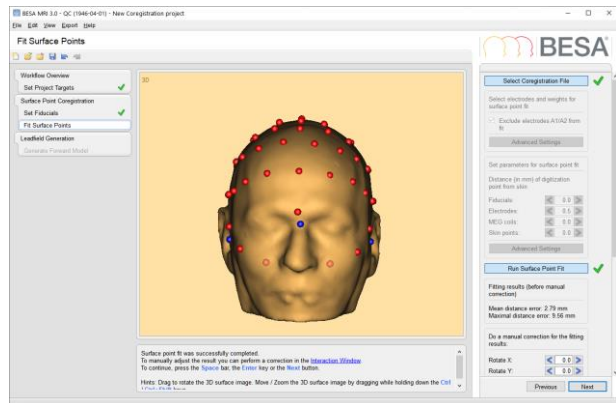 BESA MRI 3.0 - QC (1946-04-01) - New Coregistration project
File Edit View Export Help
Fit Surface Points
BESA
Workflow Overview
Set Project Targets
Surface Point Coregistration
Set Fiducials
Fit Surface Points
Leadfield Generation
Generate Forward Model
3D
Surface point fit was successfully completed.
To manually adjust the result you can perform a correction in the Interaction Window.
To continue, press the Space bar, the Enter key or the Next button.
Hints: Drag to rotate the 3D surface image. Move / Zoom the 3D surface image by dragging while holding down the Ctrl
Select Coregistration File
Select electrodes and weights for
surface point fit
Exclude electrodes A1/A2 from
fit
Advanced Settings
Set parameters for surface point fit
Distance (in mm) of digitization
point from skin
Fiducials: 0.0
Electrodes: 0.5
MEG coils: 0.0
Skin points: 0.0
Advanced Settings
Run Surface Point Fit
Fitting results (before manual
correction)
Mean distance error: 2.79 mm
Maximal distance error: 9.56 mm
Do a manual correction for the fitting
results:
Rotate X: 0.0
Rotate Y: 0.0
Previous Next